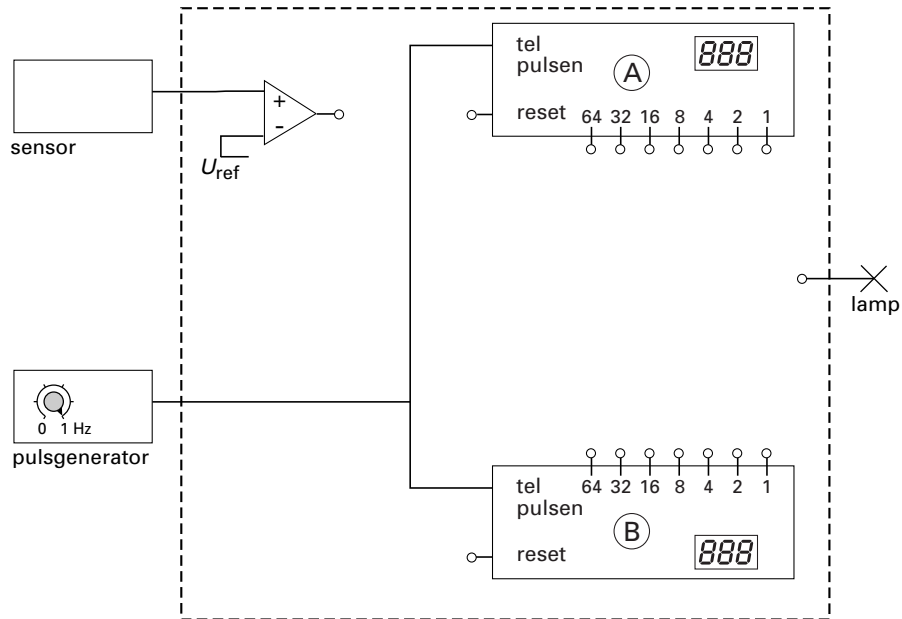 tel
pulsen
A
888
reset
64 32 16 8 4 2 1
sensor
+
-
Uref
lamp
0 1 Hz
pulsgenerator
64 32 16 8 4 2 1
tel
pulsen
B
reset
888